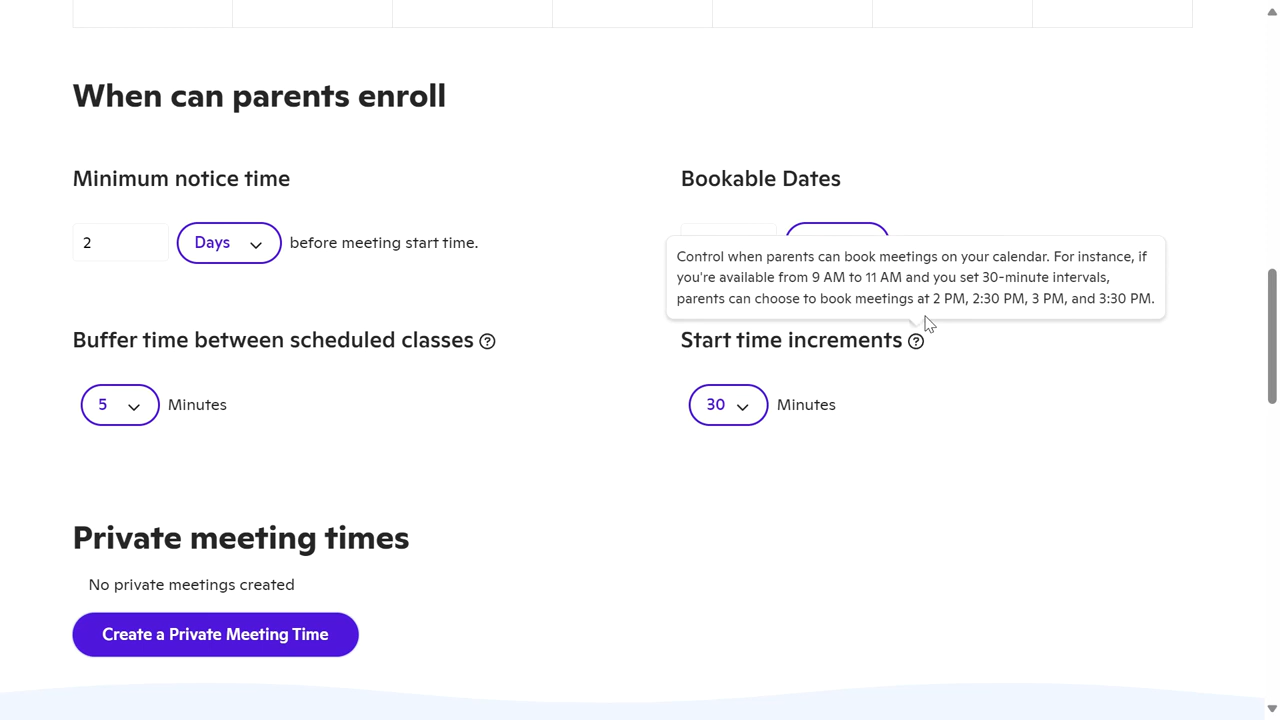 When can parents enroll
Minimum notice time
2
Days
before meeting start time.
Bookable Dates
Control when parents can book meetings on your calendar. For instance, if
you're available from 9 AM to 11 AM and you set 30-minute intervals,
parents can choose to book meetings at 2 PM, 2:30 PM, 3 PM, and 3:30 PM.
Buffer time between scheduled classes ?
5
Minutes
Start time increments ?
30
Minutes
Private meeting times
No private meetings created
Create a Private Meeting Time